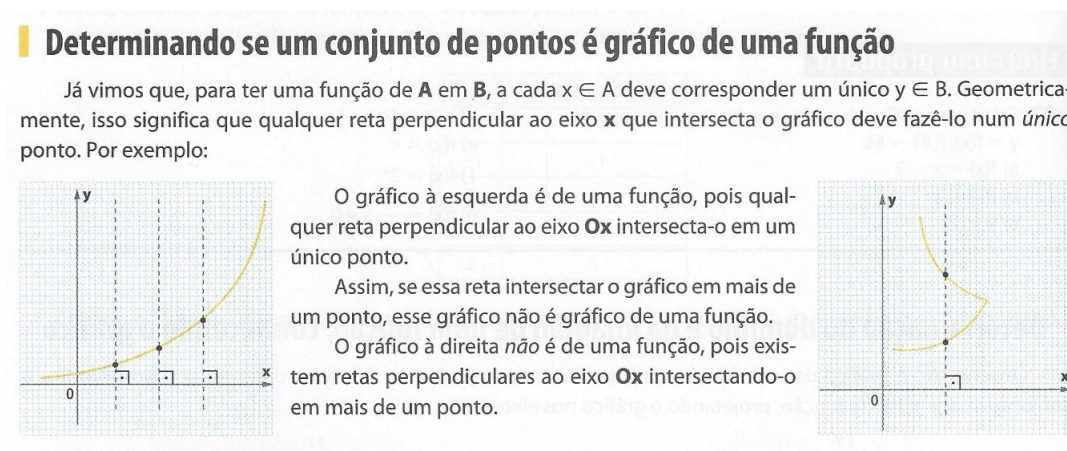 Determinando se um conjunto de pontos é gráfico de uma função
Já vimos que, para ter uma função de A em B, a cada x ∈ A deve corresponder um único y ∈ B. Geometrica-
mente, isso significa que qualquer reta perpendicular ao eixo x que intersecta o gráfico deve fazê-lo num único
ponto. Por exemplo:
y
x
0
O gráfico à esquerda é de uma função, pois qual-
quer reta perpendicular ao eixo Ox intersecta-o em um
único ponto.
Assim, se essa reta intersectar o gráfico em mais de
um ponto, esse gráfico não é gráfico de uma função.
O gráfico à direita não é de uma função, pois exis-
tem retas perpendiculares ao eixo Ox intersectando-o
em mais de um ponto.
y
x
0